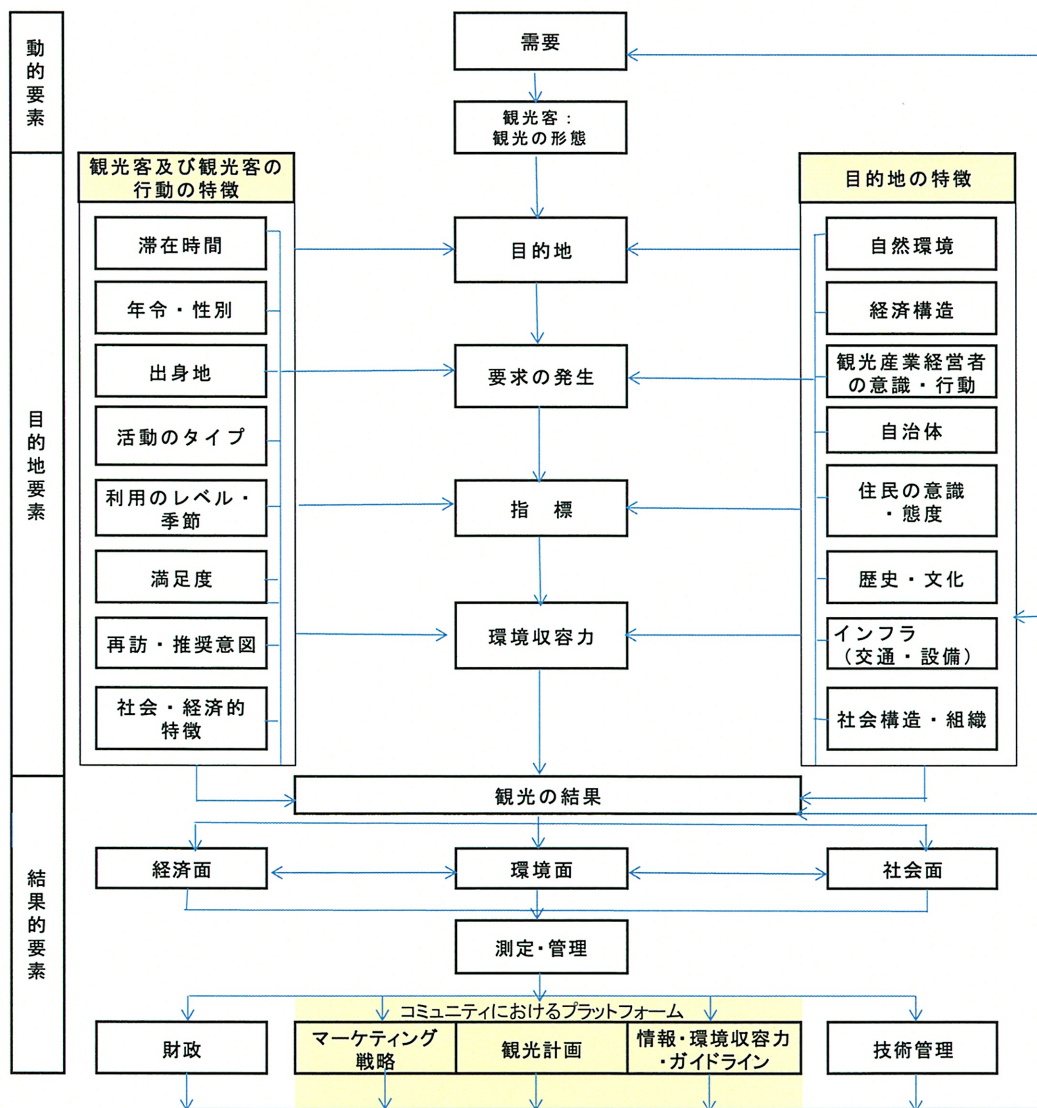 動的要素
需要
観光客：
観光の形態
目的地要素
観光客及び観光客の
行動の特徴
滞在時間
年令・性別
出身地
活動のタイプ
利用のレベル・
季節
満足度
再訪・推奨意図
社会・経済的
特徴
目的地
要求の発生
指　標
環境収容力
目的地の特徴
自然環境
経済構造
観光産業経営者
の意識・行動
自治体
住民の意識
・態度
歴史・文化
インフラ
（交通・設備）
社会構造・組織
結果的要素
観光の結果
経済面
環境面
社会面
測定・管理
コミュニティにおけるプラットフォーム
財政
マーケティング
戦略
観光計画
情報・環境収容力
・ガイドライン
技術管理